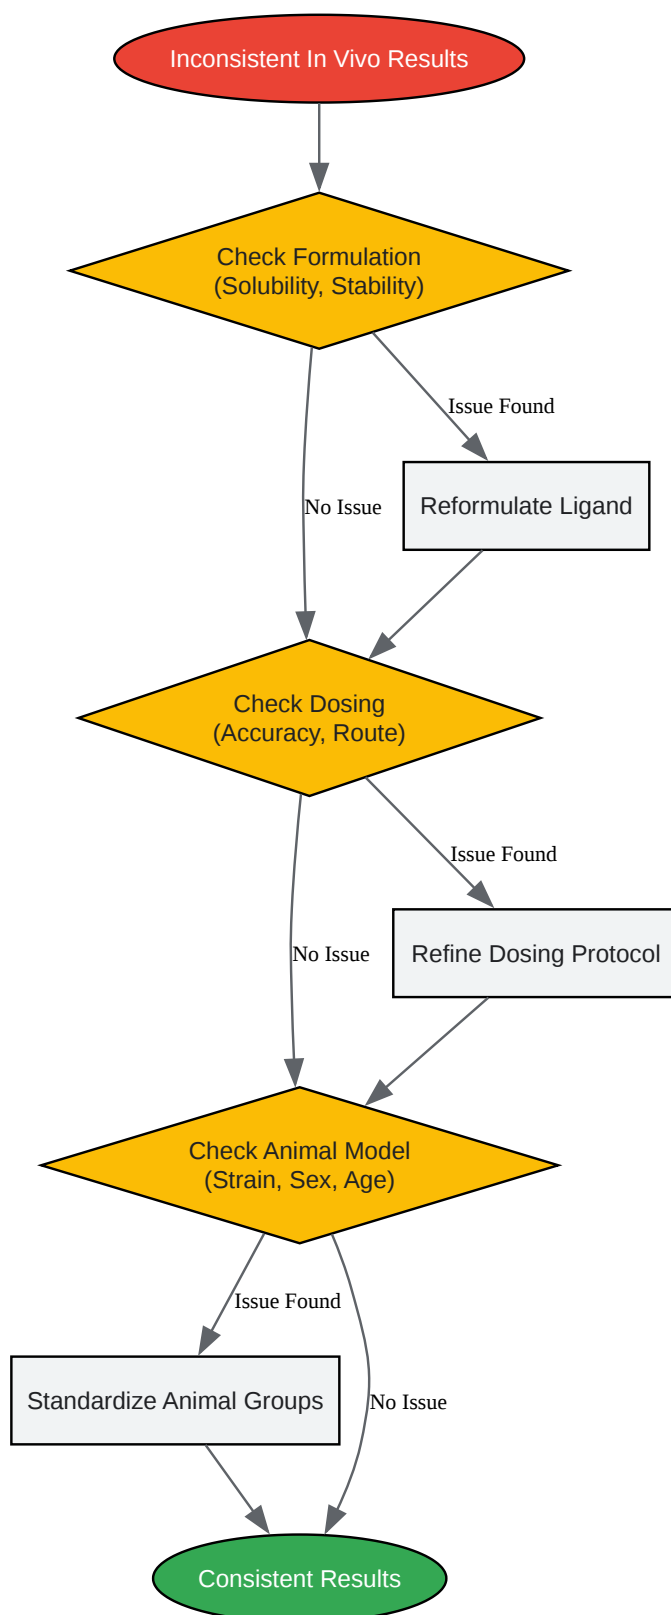 Inconsistent In Vivo Results
Check Formulation
(Solubility, Stability)
Issue Found
No Issue
Reformulate Ligand
Check Dosing
(Accuracy, Route)
Issue Found
No Issue
Refine Dosing Protocol
Check Animal Model
(Strain, Sex, Age)
Issue Found
Standardize Animal Groups
No Issue
Consistent Results